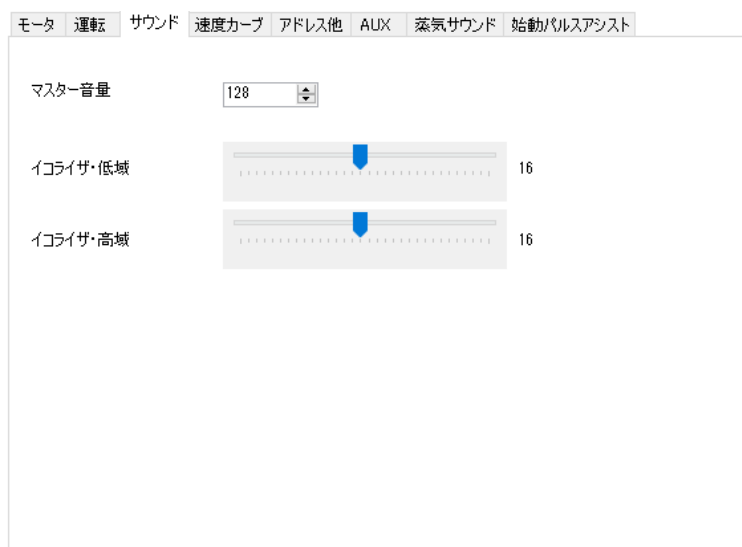 モータ 運転 サウンド 速度カーブ アドレス他 AUX 蒸気サウンド 始動パルスアシスト
マスター音量 128
イコライザ・低域 16
イコライザ・高域 16